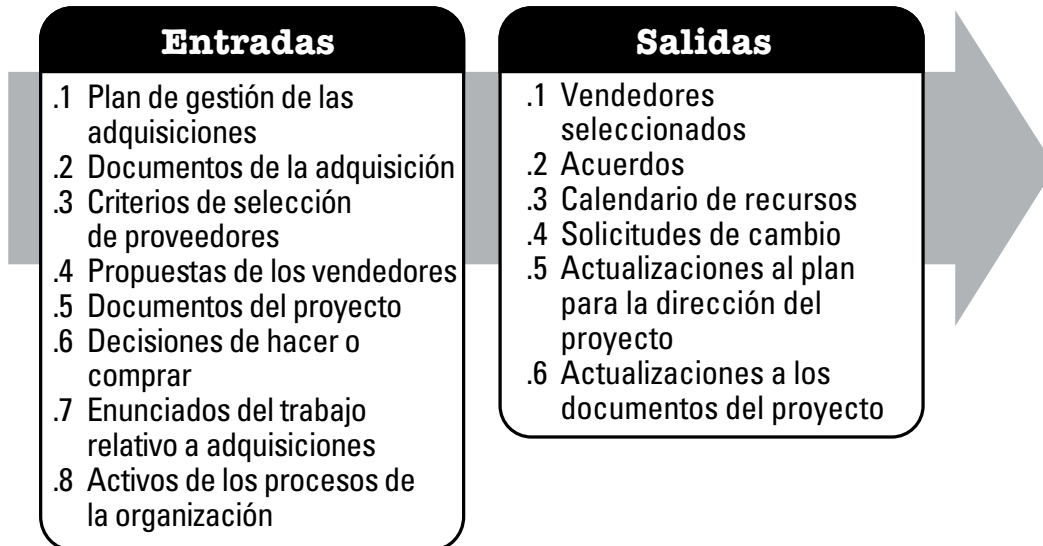 Entradas
.1 Plan de gestión de las
adquisiciones
.2 Documentos de la adquisición
.3 Criterios de selección
de proveedores
.4 Propuestas de los vendedores
.5 Documentos del proyecto
.6 Decisiones de hacer o
comprar
.7 Enunciados del trabajo
relativo a adquisiciones
.8 Activos de los procesos de
la organización
Salidas
.1 Vendedores
seleccionados
.2 Acuerdos
.3 Calendario de recursos
.4 Solicitudes de cambio
.5 Actualizaciones al plan
para la dirección del
proyecto
.6 Actualizaciones a los
documentos del proyecto